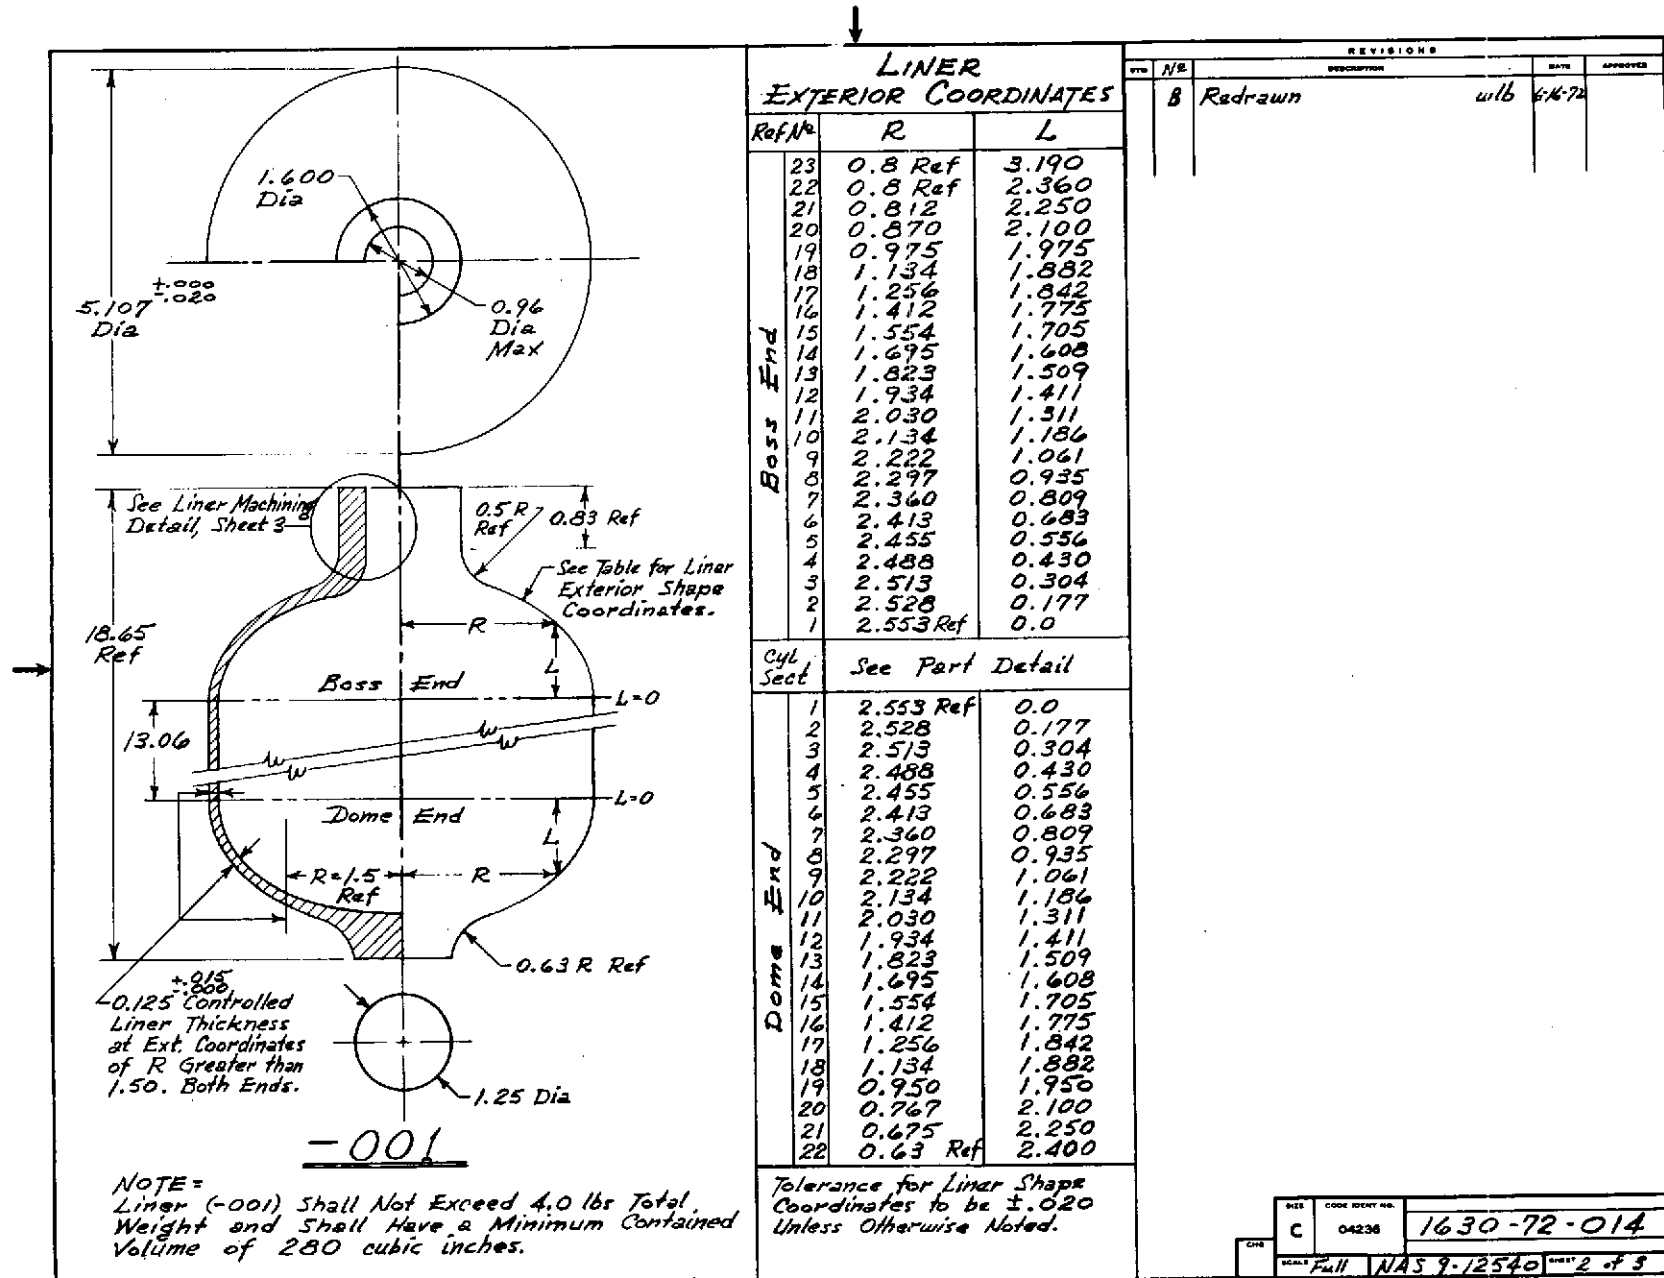 1.600
Dia
5.107 +.000
-.020
Dia
0.96
Dia
Max
See Liner Machining
Detail, Sheet 3
0.5 R
Ref
0.83 Ref
See Table for Liner
Exterior Shape
Coordinates.
18.65
Ref
R
L
Boss End
L=0
13.06
L=0
Dome End
L
R=1.5
Ref
R
0.63 R Ref
+.015
-.000
0.125 Controlled
Liner Thickness
at Ext. Coordinates
of R Greater than
1.50. Both Ends.
1.25 Dia
-001
NOTE=
Liner (-001) Shall Not Exceed 4.0 lbs Total
Weight and Shall Have a Minimum Contained
Volume of 280 cubic inches.
LINER
EXTERIOR COORDINATES
Ref Nº R L
Boss End
23 0.8 Ref 3.190
22 0.8 Ref 2.360
21 0.812 2.250
20 0.870 2.100
19 0.975 1.975
18 1.134 1.882
17 1.256 1.842
16 1.412 1.775
15 1.554 1.705
14 1.695 1.608
13 1.823 1.509
12 1.934 1.411
11 2.030 1.311
10 2.134 1.186
9 2.222 1.061
8 2.297 0.935
7 2.360 0.809
6 2.413 0.683
5 2.455 0.556
4 2.488 0.430
3 2.513 0.304
2 2.528 0.177
1 2.553 Ref 0.0
Cyl
Sect
See Part Detail
Dome End
1 2.553 Ref 0.0
2 2.528 0.177
3 2.513 0.304
4 2.488 0.430
5 2.455 0.556
6 2.413 0.683
7 2.360 0.809
8 2.297 0.935
9 2.222 1.061
10 2.134 1.186
11 2.030 1.311
12 1.934 1.411
13 1.823 1.509
14 1.695 1.608
15 1.554 1.705
16 1.412 1.775
17 1.256 1.842
18 1.134 1.882
19 0.950 1.950
20 0.767 2.100
21 0.675 2.250
22 0.63 Ref 2.400
Tolerance for Liner Shape
Coordinates to be ±.020
Unless Otherwise Noted.
REVISIONS
Nº DESCRIPTION DATE APPROVED
B Redrawn wlb 6-16-72
SIZE CODE IDENT NO.
C 04236 1630-72-014
CHG
SCALE Full NAS 9-12540 SHEET 2 of 3